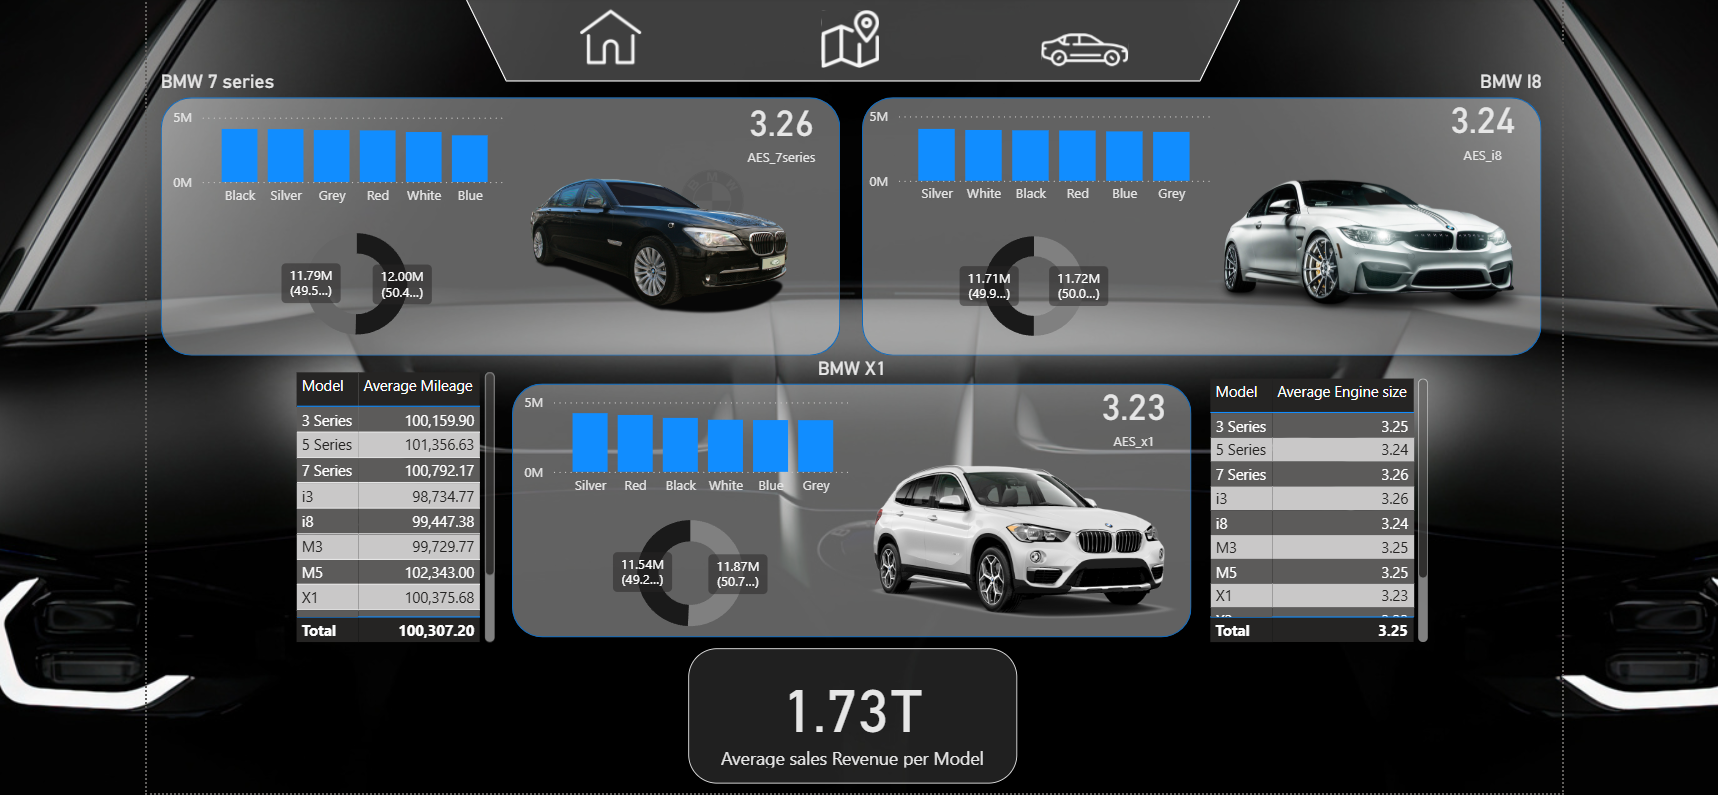 BMW 7 series
5M
0M
Black Silver Grey Red White Blue
3.26
AES_7series
11.79M
(49.5...)
12.00M
(50.4...)
BMW I8
5M
0M
Silver White Black Red Blue Grey
3.24
AES_i8
11.71M
(49.9...)
11.72M
(50.0...)
Model Average Mileage
3 Series 100,159.90
5 Series 101,356.63
7 Series 100,792.17
i3 98,734.77
i8 99,447.38
M3 99,729.77
M5 102,343.00
X1 100,375.68
Total 100,307.20
BMW X1
5M
0M
Silver Red Black White Blue Grey
3.23
AES_x1
11.54M
(49.2...)
11.87M
(50.7...)
Model Average Engine size
3 Series 3.25
5 Series 3.24
7 Series 3.26
i3 3.26
i8 3.24
M3 3.25
M5 3.25
X1 3.23
Total 3.25
1.73T
Average sales Revenue per Model